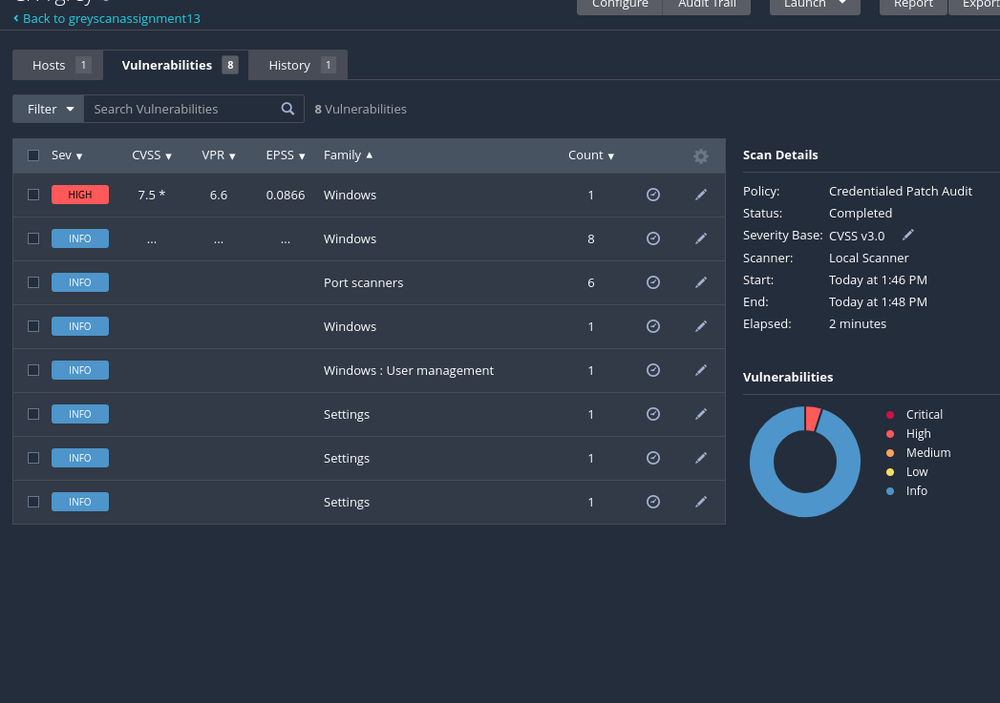 Configure Audit Trail Launch Report Export
Back to greyscanassignment13
Hosts 1 Vulnerabilities 8 History 1
Filter Search Vulnerabilities 8 Vulnerabilities
Sev CVSS VPR EPSS Family Count
HIGH 7.5 * 6.6 0.0866 Windows 1
INFO ... ... ... Windows 8
INFO Port scanners 6
INFO Windows 1
INFO Windows : User management 1
INFO Settings 1
INFO Settings 1
INFO Settings 1
Scan Details
Policy: Credentialed Patch Audit
Status: Completed
Severity Base: CVSS v3.0
Scanner: Local Scanner
Start: Today at 1:46 PM
End: Today at 1:48 PM
Elapsed: 2 minutes
Vulnerabilities
Critical
High
Medium
Low
Info